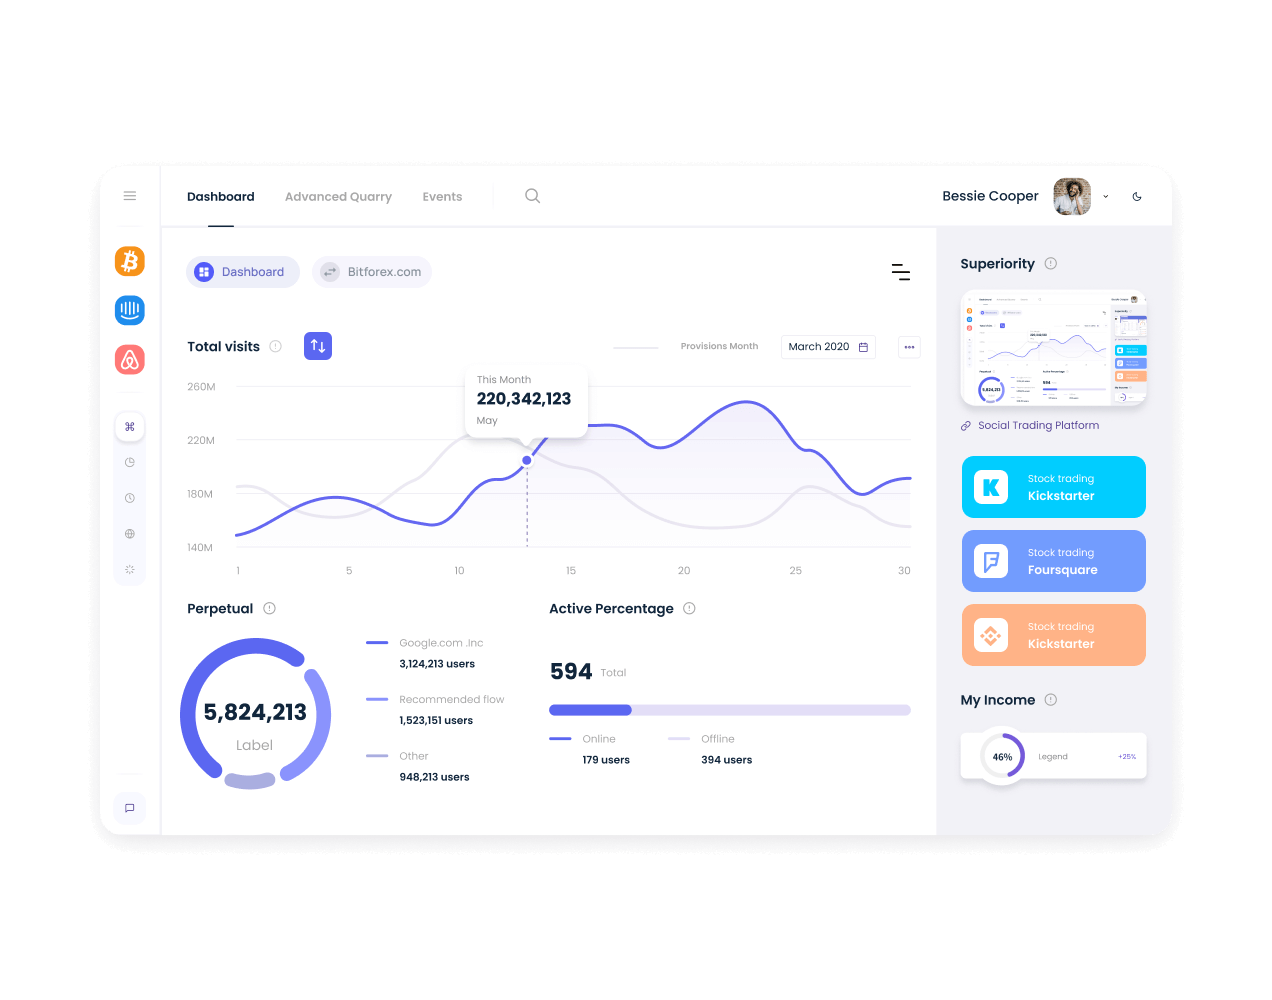 Dashboard Advanced Quarry Events
Bessie Cooper
Dashboard Bitforex.com
Total visits
Provisions Month
March 2020
260M
220M
180M
140M
This Month
220,342,123
May
1 5 10 15 20 25 30
Perpetual
5,824,213
Label
Google.com .Inc
3,124,213 users
Recommended flow
1,523,151 users
Other
948,213 users
Active Percentage
594 Total
Online
179 users
Offline
394 users
Superiority
Social Trading Platform
Stock trading
Kickstarter
Stock trading
Foursquare
Stock trading
Kickstarter
My Income
46%
Legend
+25%